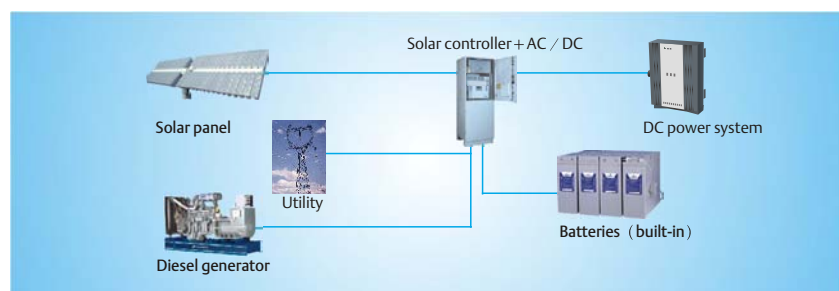 Solar controller+AC／DC
Solar panel
DC power system
Utility
Batteries（built-in）
Diesel generator